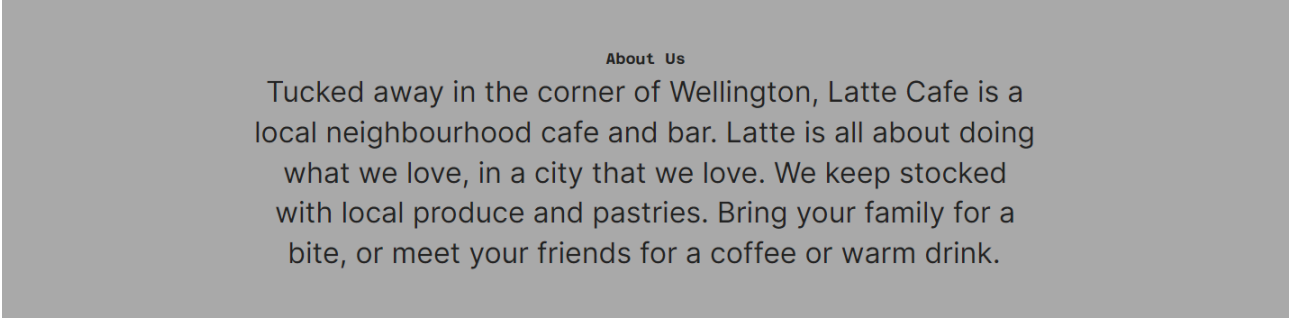 About Us
Tucked away in the corner of Wellington, Latte Cafe is a
local neighbourhood cafe and bar. Latte is all about doing
what we love, in a city that we love. We keep stocked
with local produce and pastries. Bring your family for a
bite, or meet your friends for a coffee or warm drink.